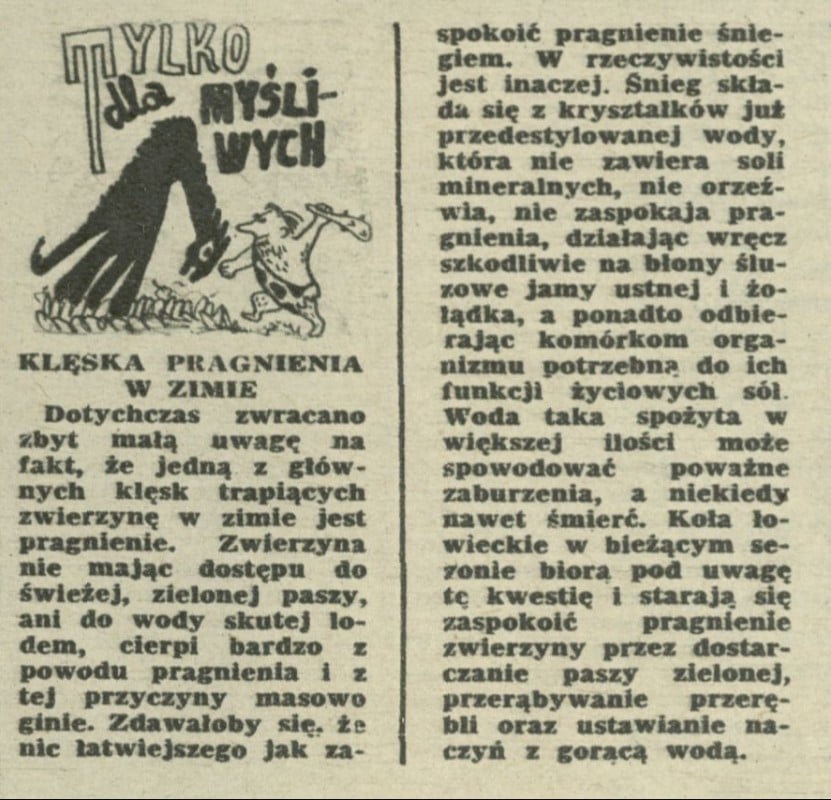 TYLKO
dla MYŚLI-
WYCH
KLĘSKA PRAGNIENIA
W ZIMIE
Dotychczas zwracano
zbyt małą uwagę na
fakt, że jedną z głów-
nych klęsk trapiących
zwierzynę w zimie jest
pragnienie. Zwierzyna
nie mając dostępu do
świeżej, zielonej paszy,
ani do wody skutej lo-
dem, cierpi bardzo z
powodu pragnienia i z
tej przyczyny masowo
ginie. Zdawałoby się, że
nic łatwiejszego jak za-
spokoić pragnienie śnie-
giem. W rzeczywistości
jest inaczej. Śnieg skła-
da się z kryształków już
przedestylowanej wody,
która nie zawiera soli
mineralnych, nie orzeź-
wia, nie zaspokaja pra-
gnienia, działając wręcz
szkodliwie na błony ślu-
zowe jamy ustnej i żo-
łądka, a ponadto odbie-
rając komórkom orga-
nizmu potrzebną do ich
funkcji życiowych sól.
Woda taka spożyta w
większej ilości może
spowodować poważne
zaburzenia, a niekiedy
nawet śmierć. Koła ło-
wieckie w bieżącym se-
zonie biorą pod uwagę
tę kwestię i starają się
zaspokoić pragnienie
zwierzyny przez dostar-
czanie paszy zielonej,
przerąbywanie przerę-
bli oraz ustawianie na-
czyń z gorącą wodą.